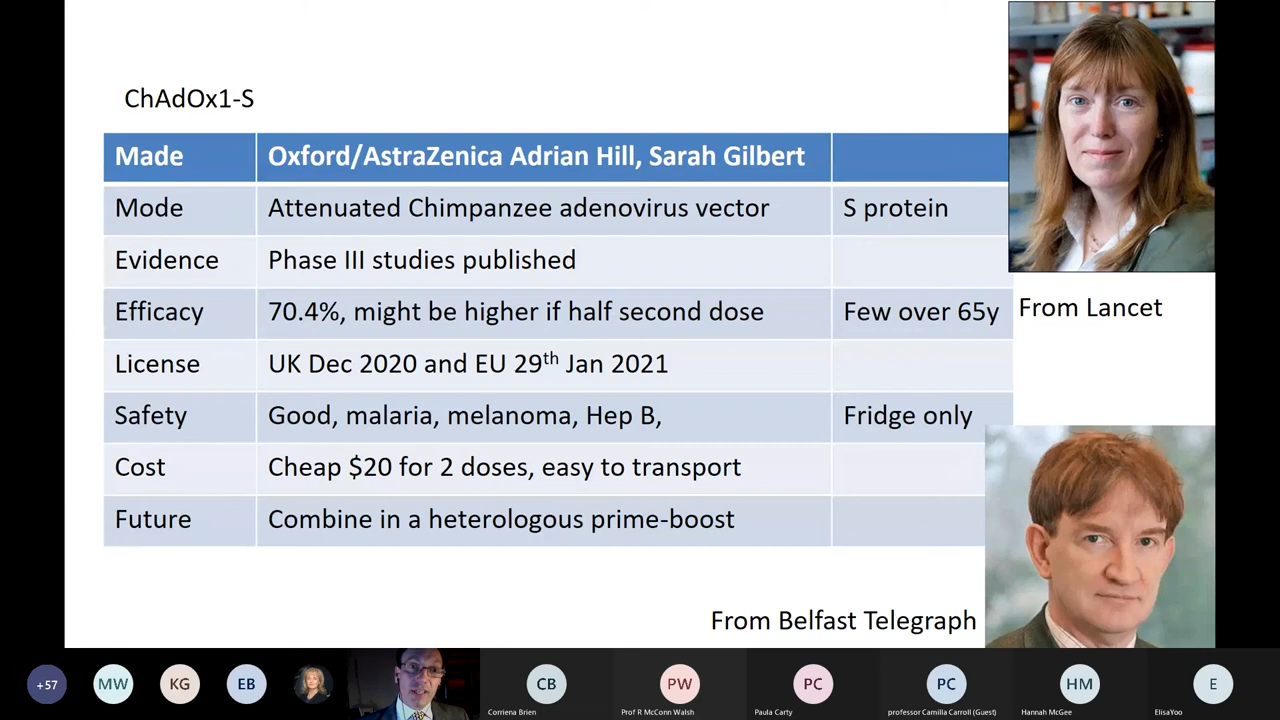 ChAdOx1-S
Made Oxford/AstraZenica Adrian Hill, Sarah Gilbert
Mode Attenuated Chimpanzee adenovirus vector S protein
Evidence Phase III studies published
Efficacy 70.4%, might be higher if half second dose Few over 65y
From Lancet
License UK Dec 2020 and EU 29th Jan 2021
Safety Good, malaria, melanoma, Hep B, Fridge only
Cost Cheap $20 for 2 doses, easy to transport
Future Combine in a heterologous prime-boost
From Belfast Telegraph
+57 MW KG EB CB PW PC PC HM E
Corriena Brien Prof R McConn Walsh Paula Carty professor Camilla Carroll (Guest) Hannah McGee ElisaYoo